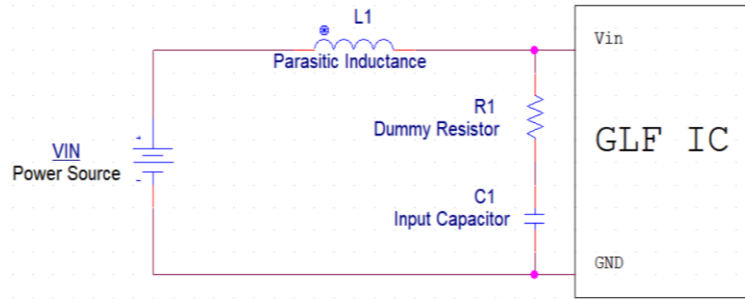 L1
Parasitic Inductance
Vin
R1
Dummy Resistor
GLF IC
VIN
Power Source
+
-
C1
Input Capacitor
GND